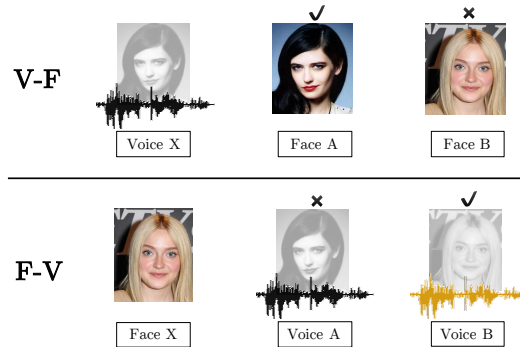 V-F
Voice X
Face A
Face B
F-V
Face X
Voice A
Voice B